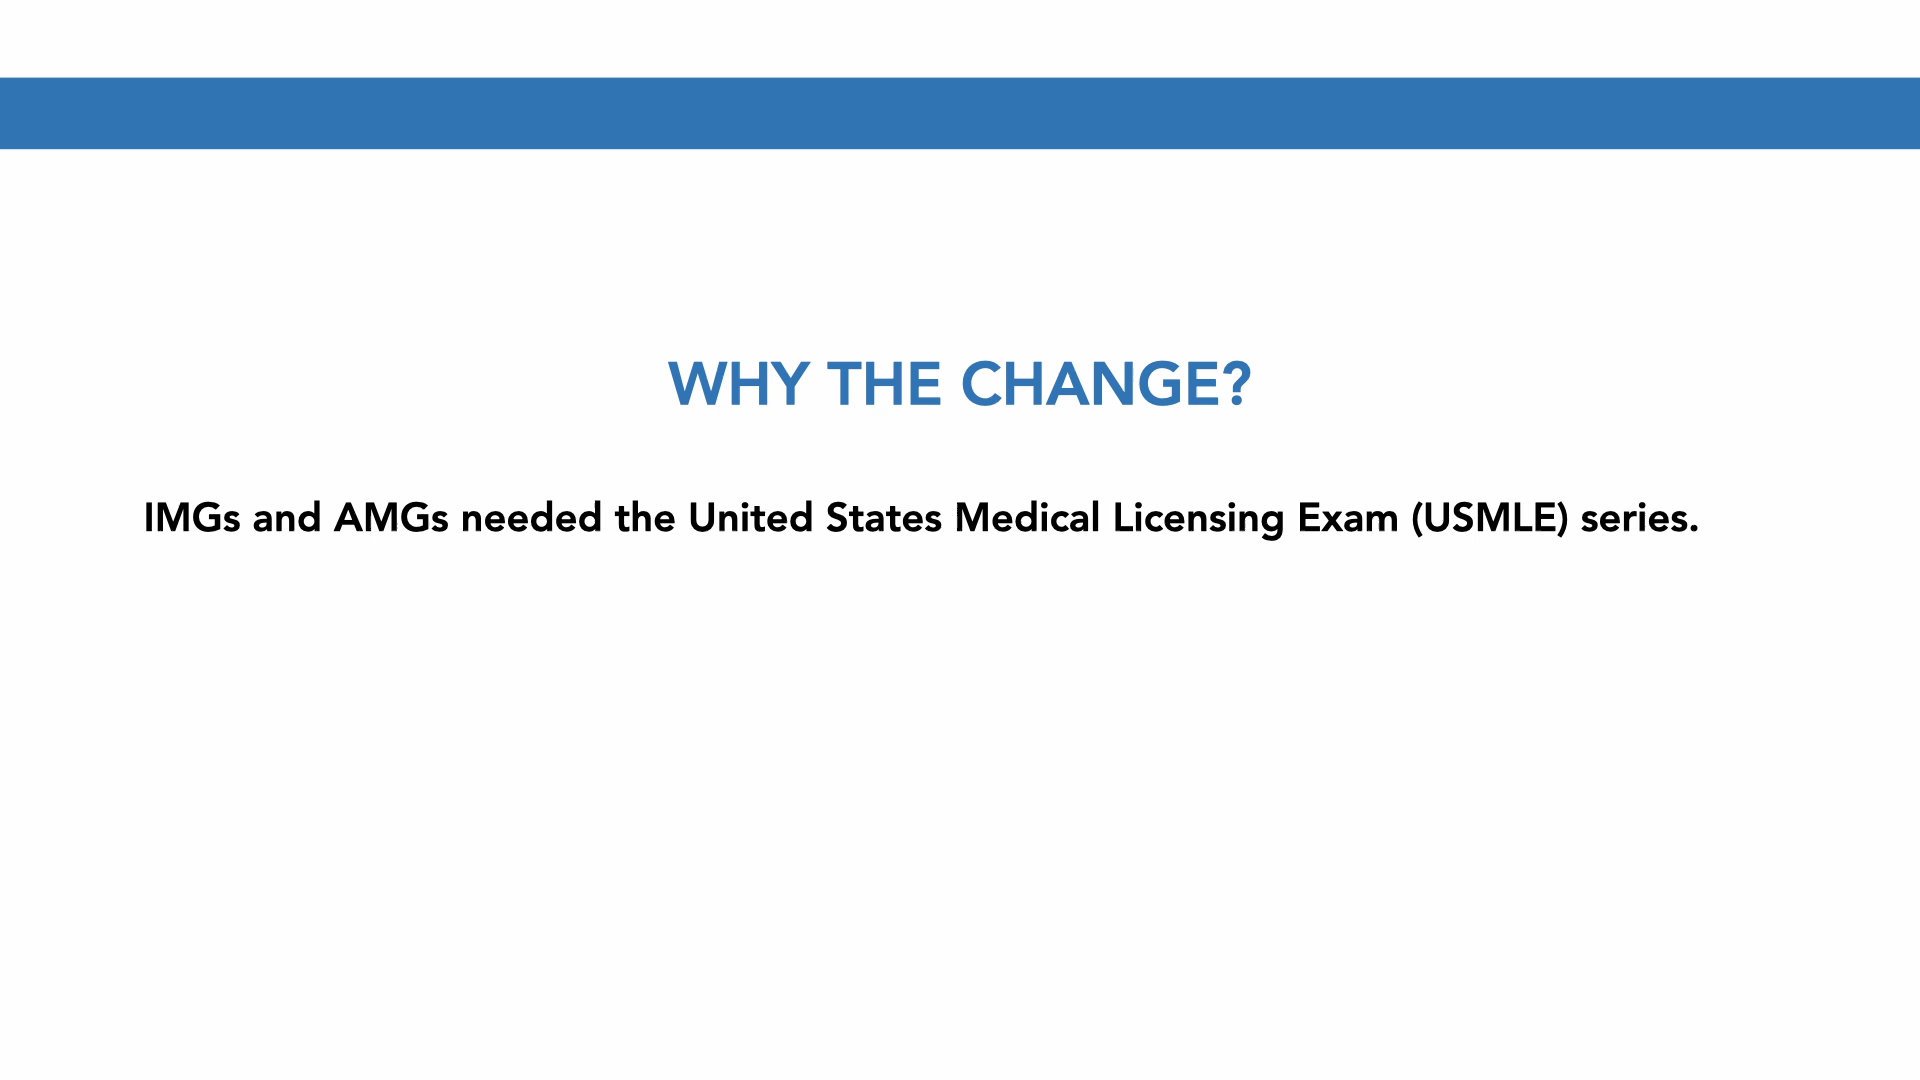 WHY THE CHANGE?
IMGs and AMGs needed the United States Medical Licensing Exam (USMLE) series.